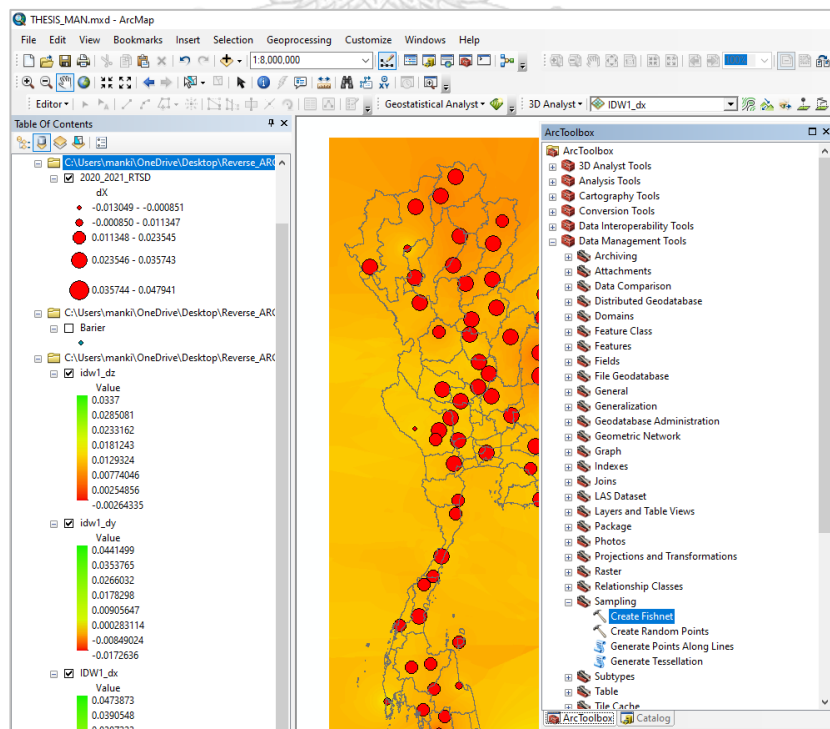 THESIS_MAN.mxd - ArcMap
File Edit View Bookmarks Insert Selection Geoprocessing Customize Windows Help
1:8,000,000
100%
Editor Geostatistical Analyst 3D Analyst IDW1_dx
Table Of Contents
C:\Users\manki\OneDrive\Desktop\Reverse_ARC
2020_2021_RTSD
dX
-0.013049 - -0.000851
-0.000850 - 0.011347
0.011348 - 0.023545
0.023546 - 0.035743
0.035744 - 0.047941
C:\Users\manki\OneDrive\Desktop\Reverse_ARC
Barier
C:\Users\manki\OneDrive\Desktop\Reverse_ARC
idw1_dz
Value
0.0337
0.0285081
0.0233162
0.0181243
0.0129324
0.00774046
0.00254856
-0.00264335
idw1_dy
Value
0.0441499
0.0353765
0.0266032
0.0178298
0.00905647
0.000283114
-0.00849024
-0.0172636
IDW1_dx
Value
0.0473873
0.0390548
ArcToolbox
ArcToolbox
3D Analyst Tools
Analysis Tools
Cartography Tools
Conversion Tools
Data Interoperability Tools
Data Management Tools
Archiving
Attachments
Data Comparison
Distributed Geodatabase
Domains
Feature Class
Features
Fields
File Geodatabase
General
Generalization
Geodatabase Administration
Geometric Network
Graph
Indexes
Joins
LAS Dataset
Layers and Table Views
Package
Photos
Projections and Transformations
Raster
Relationship Classes
Sampling
Create Fishnet
Create Random Points
Generate Points Along Lines
Generate Tessellation
Subtypes
Table
Tile Cache
ArcToolbox Catalog